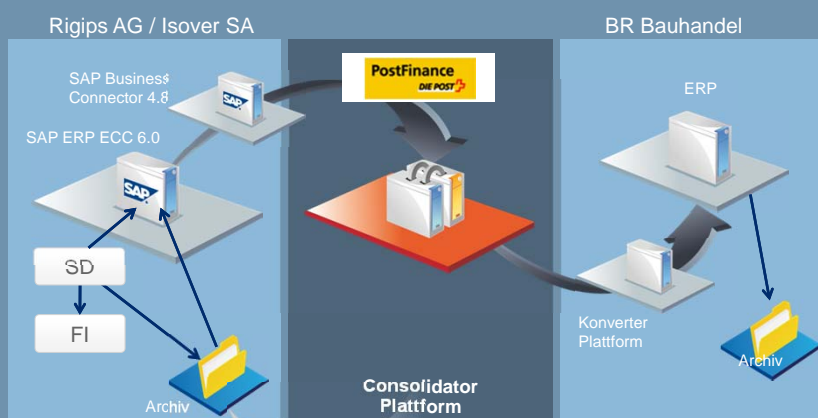 Rigips AG / Isover SA
SAP Business
Connector 4.8
SAP
SAP ERP ECC 6.0
SAP
SD
FI
Archiv
PostFinance
DIE POST
Consolidator
Plattform
BR Bauhandel
ERP
Konverter
Plattform
Archiv